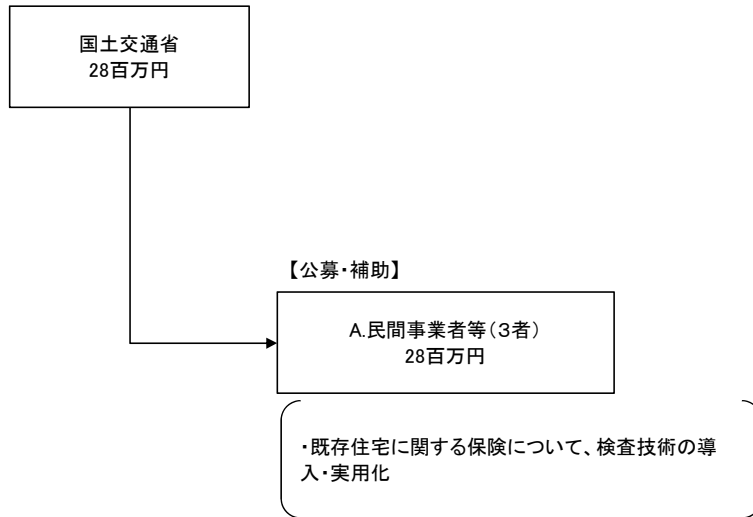 国土交通省
28百万円
【公募・補助】
A.民間事業者等（３者）
28百万円
・既存住宅に関する保険について、検査技術の導
入・実用化